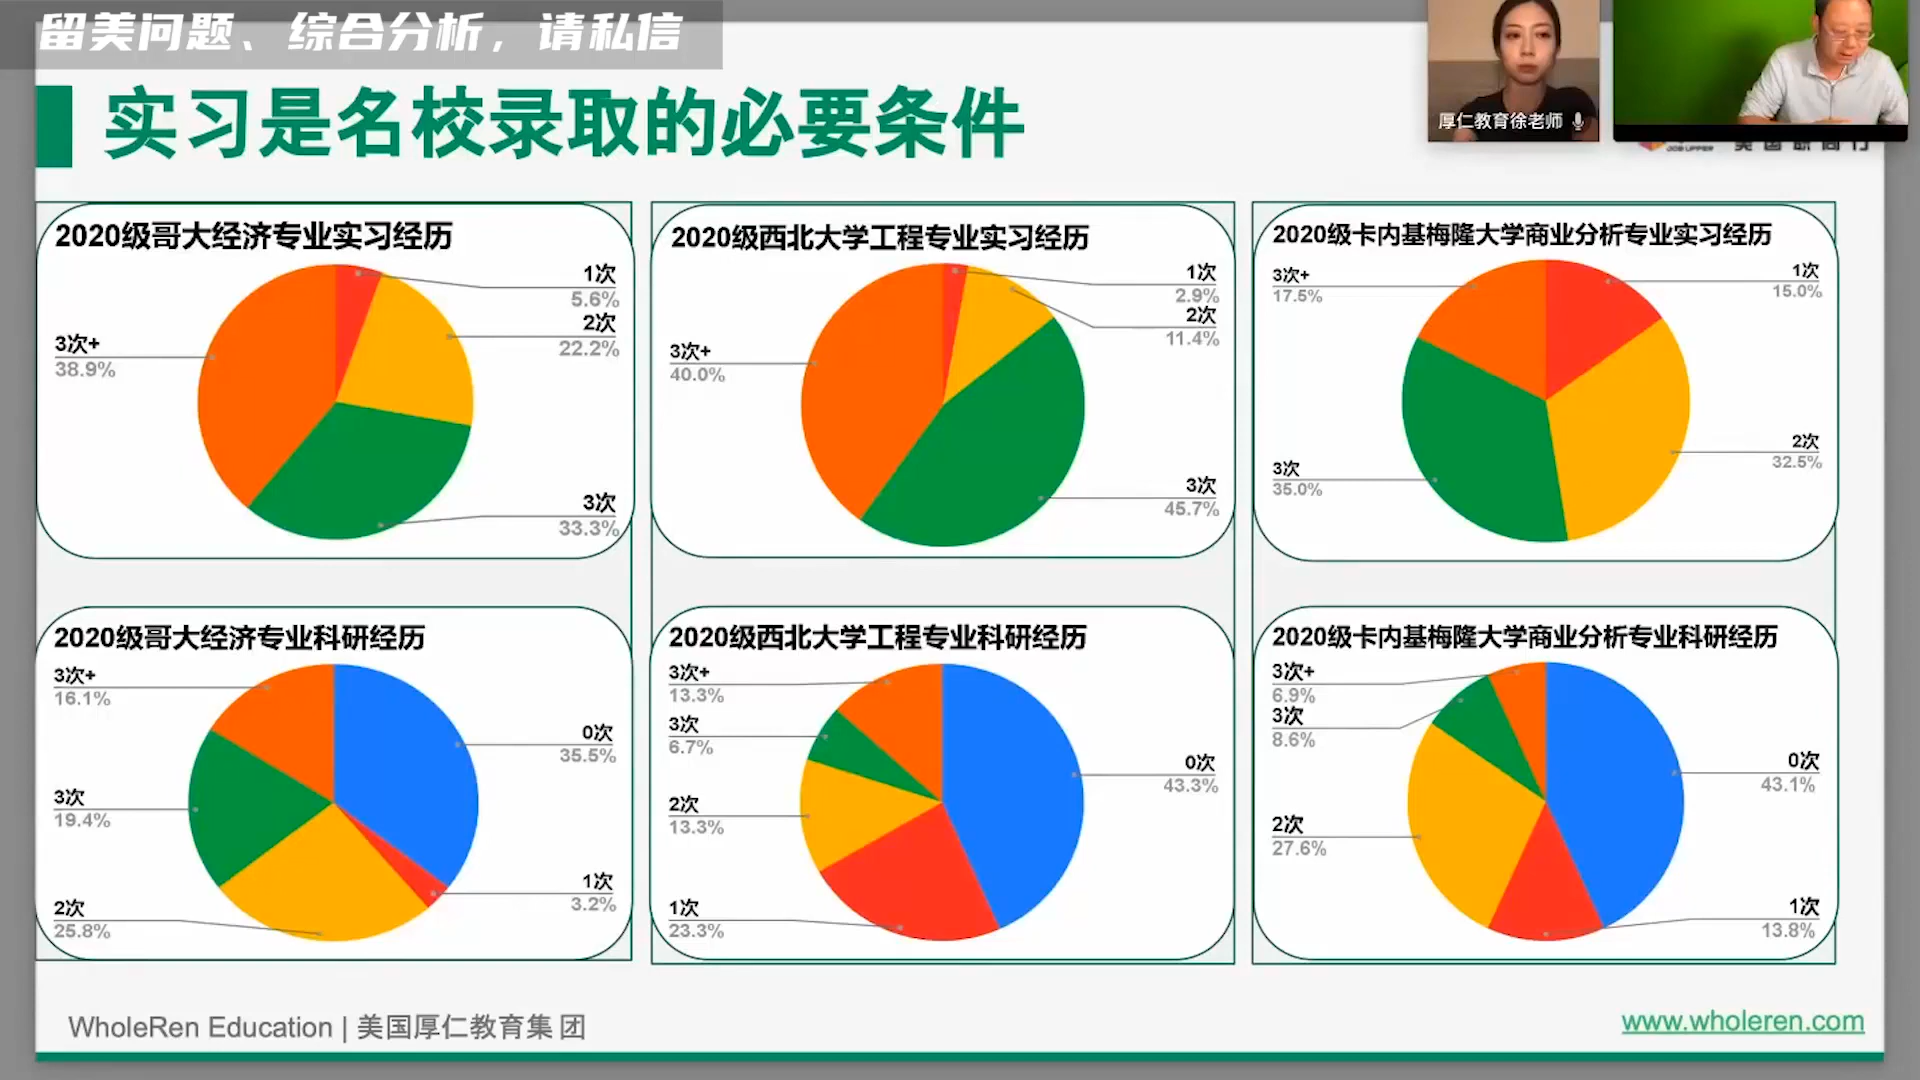 留美问题、综合分析，请私信
厚仁教育徐老师
实习是名校录取的必要条件
2020级哥大经济专业实习经历
1次
5.6%
2次
22.2%
3次+
38.9%
3次
33.3%
2020级西北大学工程专业实习经历
1次
2.9%
2次
11.4%
3次+
40.0%
3次
45.7%
2020级卡内基梅隆大学商业分析专业实习经历
3次+
17.5%
1次
15.0%
2次
32.5%
3次
35.0%
2020级哥大经济专业科研经历
3次+
16.1%
0次
35.5%
3次
19.4%
1次
3.2%
2次
25.8%
2020级西北大学工程专业科研经历
3次+
13.3%
3次
6.7%
0次
43.3%
2次
13.3%
1次
23.3%
2020级卡内基梅隆大学商业分析专业科研经历
3次+
6.9%
3次
8.6%
0次
43.1%
2次
27.6%
1次
13.8%
WholeRen Education | 美国厚仁教育集团
www.wholeren.com